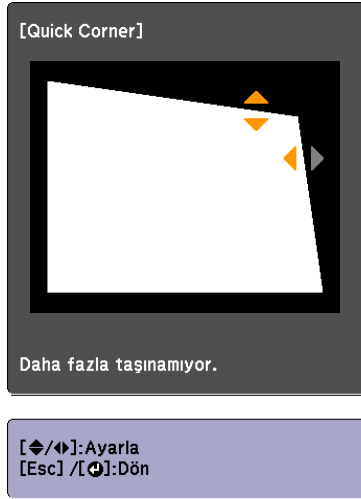 [Quick Corner]
Daha fazla taşınamıyor.
[◆/◆]:Ayarla
[Esc] /[↵]:Dön